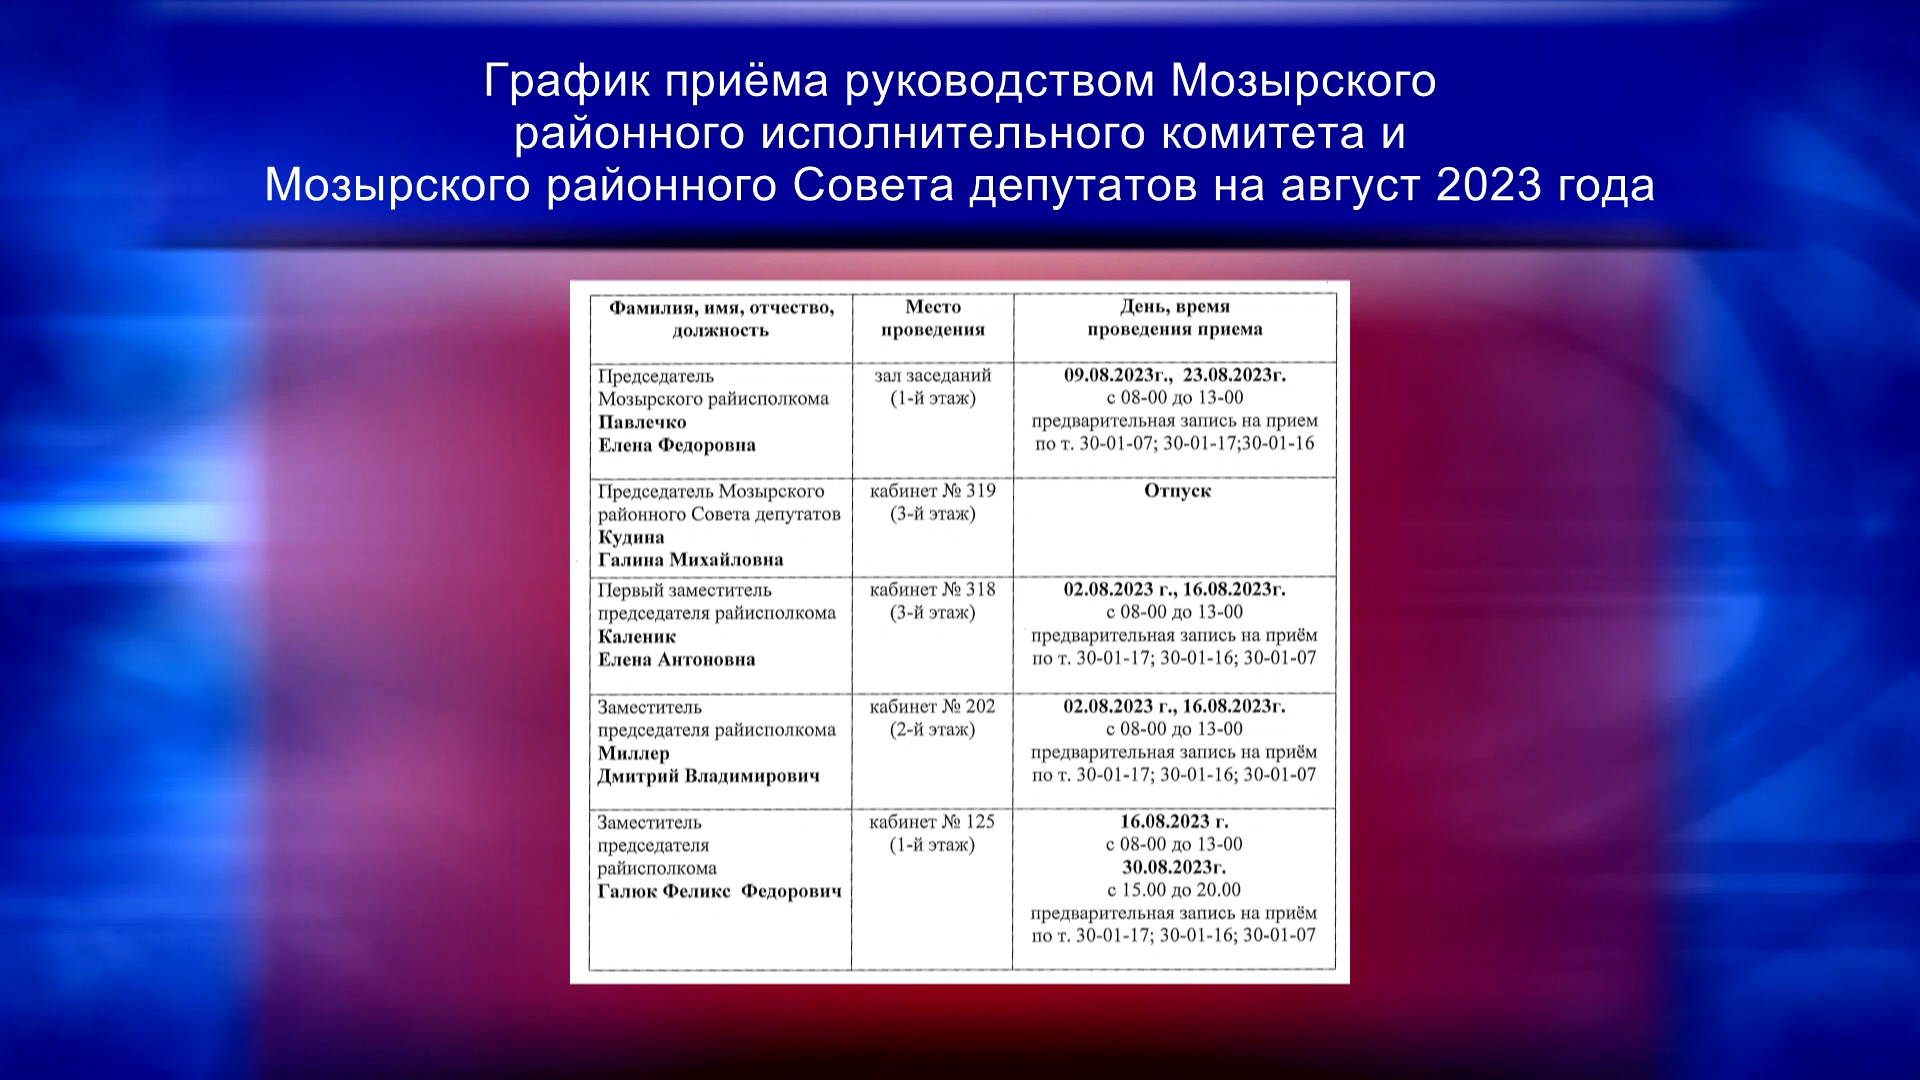 График приёма руководством Мозырского
районного исполнительного комитета и
Мозырского районного Совета депутатов на август 2023 года
Фамилия, имя, отчество,
должность
Место
проведения
День, время
проведения приема
Председатель
Мозырского райисполкома
Павлечко
Елена Федоровна
зал заседаний
(1-й этаж)
09.08.2023г., 23.08.2023г.
с 08-00 до 13-00
предварительная запись на прием
по т. 30-01-07; 30-01-17;30-01-16
Председатель Мозырского
районного Совета депутатов
Кудина
Галина Михайловна
кабинет № 319
(3-й этаж)
Отпуск
Первый заместитель
председателя райисполкома
Каленик
Елена Антоновна
кабинет № 318
(3-й этаж)
02.08.2023 г., 16.08.2023г.
с 08-00 до 13-00
предварительная запись на приём
по т. 30-01-17; 30-01-16; 30-01-07
Заместитель
председателя райисполкома
Миллер
Дмитрий Владимирович
кабинет № 202
(2-й этаж)
02.08.2023 г., 16.08.2023г.
с 08-00 до 13-00
предварительная запись на приём
по т. 30-01-17; 30-01-16; 30-01-07
Заместитель
председателя
райисполкома
Галюк Феликс Федорович
кабинет № 125
(1-й этаж)
16.08.2023 г.
с 08-00 до 13-00
30.08.2023г.
с 15.00 до 20.00
предварительная запись на приём
по т. 30-01-17; 30-01-16; 30-01-07